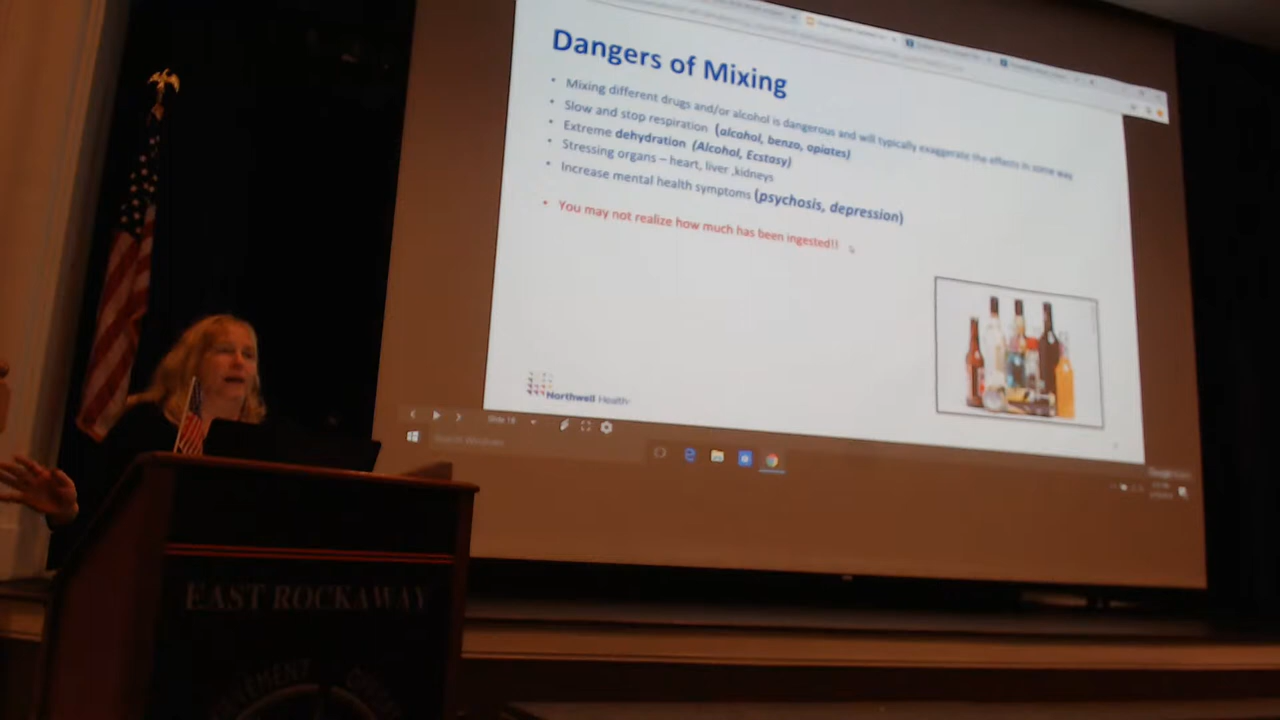 Dangers of Mixing
• Mixing different drugs and/or alcohol is dangerous and will typically exaggerate the effects in some way
• Slow and stop respiration (alcohol, benzo, opiates)
• Extreme dehydration (Alcohol, Ecstasy)
• Stressing organs – heart, liver ,kidneys
• Increase mental health symptoms (psychosis, depression)
• You may not realize how much has been ingested!!
Northwell Health
Slide 18
EAST ROCKAWAY